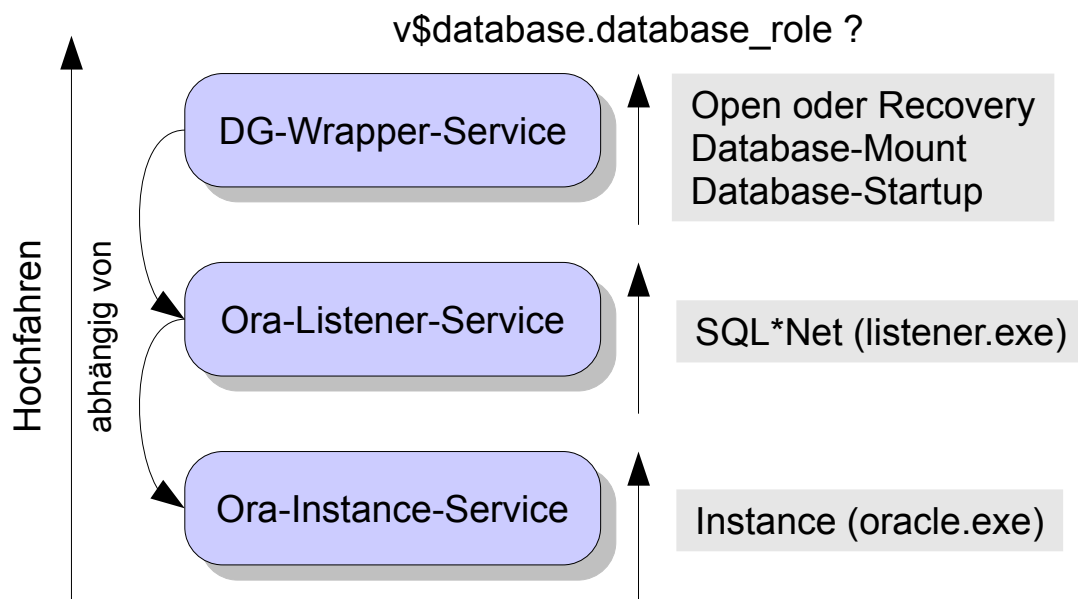 v$database.database_role ?
DG-Wrapper-Service
Open oder Recovery
Database-Mount
Database-Startup
Hochfahren
abhängig von
Ora-Listener-Service
SQL*Net (listener.exe)
Ora-Instance-Service
Instance (oracle.exe)